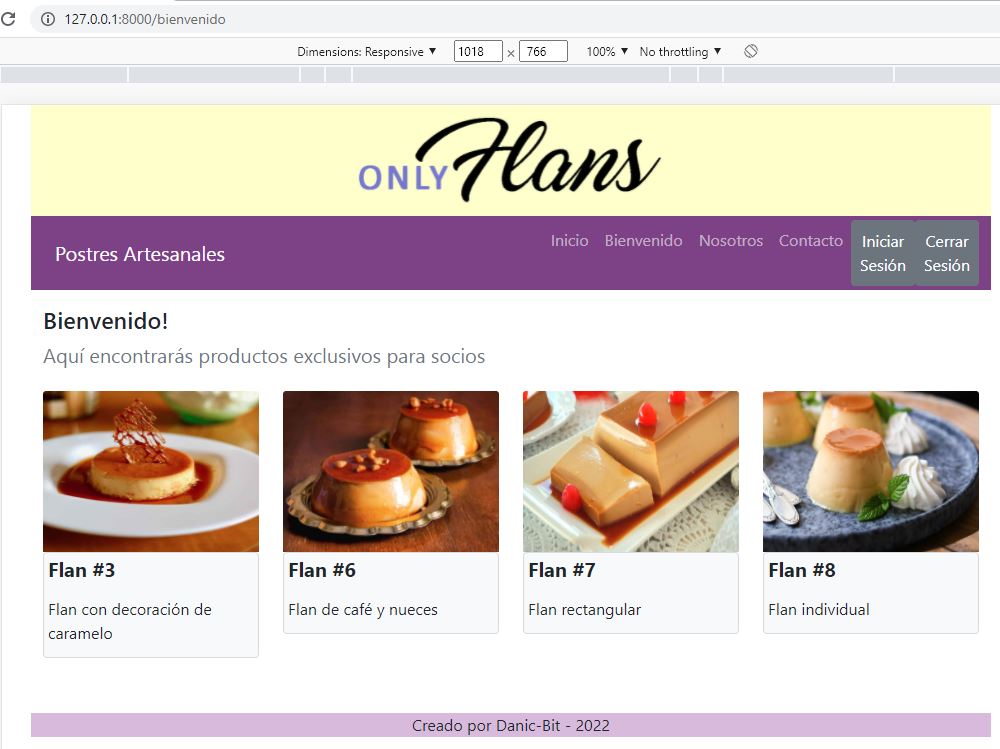 127.0.0.1:8000/bienvenido
Dimensions: Responsive ▼ 1018 × 766 100% ▼ No throttling ▼
ONLY Flans
Postres Artesanales
Inicio Bienvenido Nosotros Contacto
Iniciar Sesión
Cerrar Sesión
Bienvenido!
Aquí encontrarás productos exclusivos para socios
Flan #3
Flan con decoración de
caramelo
Flan #6
Flan de café y nueces
Flan #7
Flan rectangular
Flan #8
Flan individual
Creado por Danic-Bit - 2022